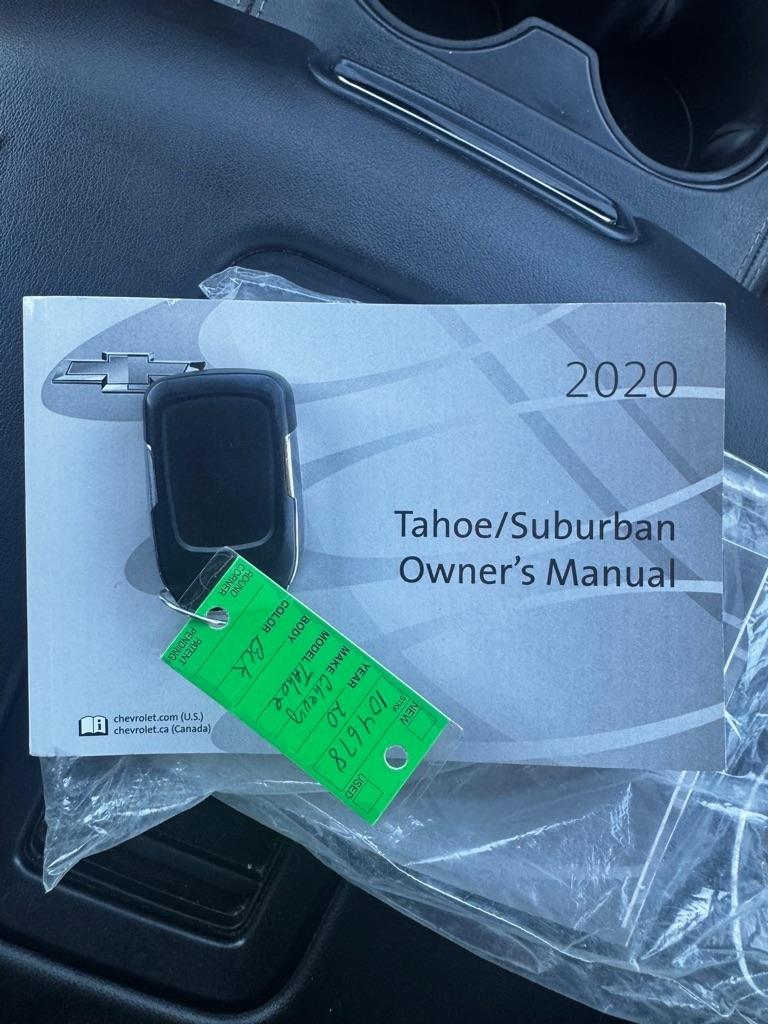 2020
Tahoe/Suburban
Owner's Manual
chevrolet.com (U.S.)
chevrolet.ca (Canada)
ROUND
CORNER
PATENT
PENDING
NEW
USED
STK#
104678
YEAR 20
MAKE Chevy
MODEL Tahoe
BODY
COLOR Blk